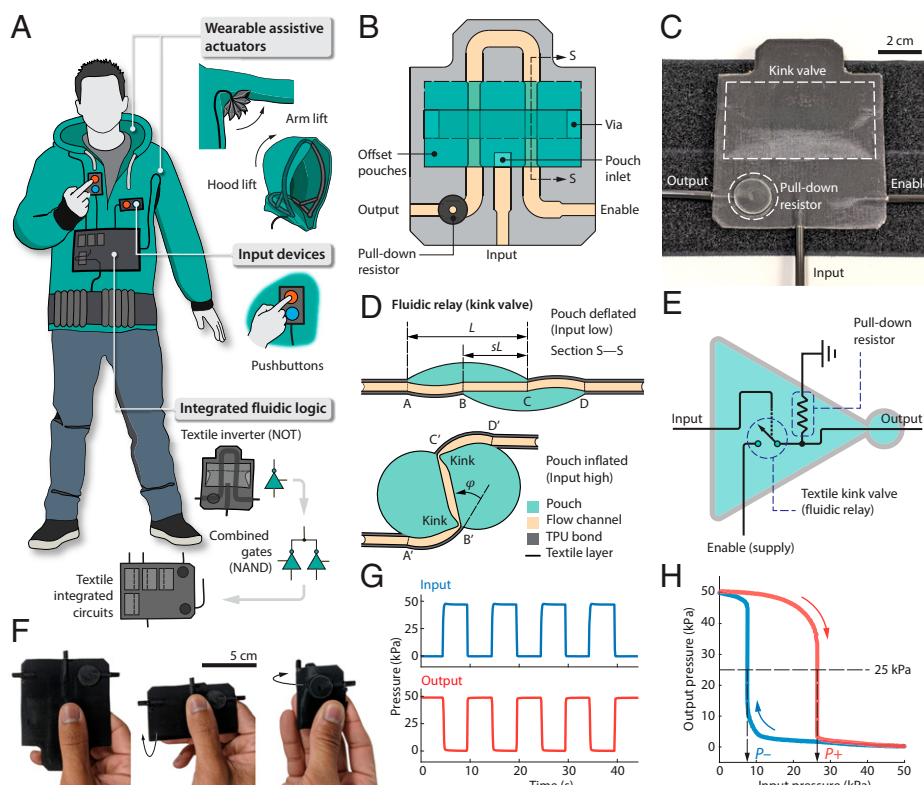 A
Wearable assistive
actuators
Arm lift
Hood lift
Input devices
Pushbuttons
Integrated fluidic logic
Textile inverter (NOT)
Combined
gates
(NAND)
Textile
integrated
circuits
B
S
Via
Offset
pouches
Pouch
inlet
S
Output
Enable
Pull-down
resistor
Input
C
2 cm
Kink valve
Output
Enable
Pull-down
resistor
Input
D
Fluidic relay (kink valve)
L
Pouch deflated
(Input low)
sL
Section S—S
A
B
C
D
C′
D′
Kink
Pouch inflated
(Input high)
φ
Kink
Pouch
Flow channel
TPU bond
Textile layer
A′
B′
E
Pull-down
resistor
Input
Output
Textile kink valve
(fluidic relay)
Enable (supply)
F
5 cm
G
Input
50
0
Output
50
0
Pressure (kPa)
0
10
20
30
40
Time (s)
H
50
40
30
20
10
0
Output pressure (kPa)
25 kPa
P−
P+
0
10
20
30
40
50
Input pressure (kPa)